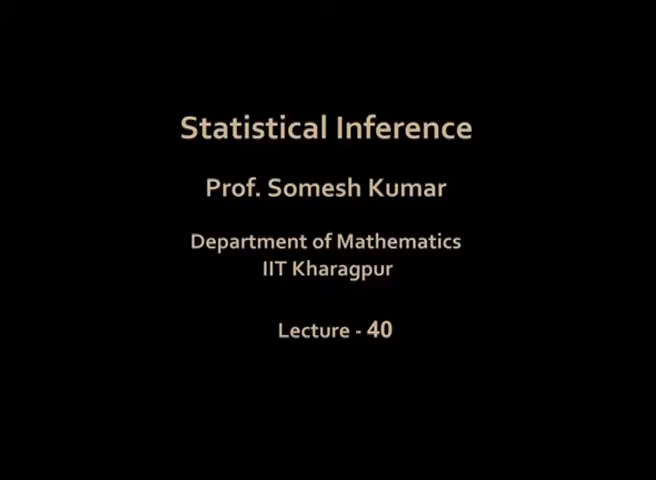 Statistical Inference
Prof. Somesh Kumar
Department of Mathematics
IIT Kharagpur
Lecture - 40